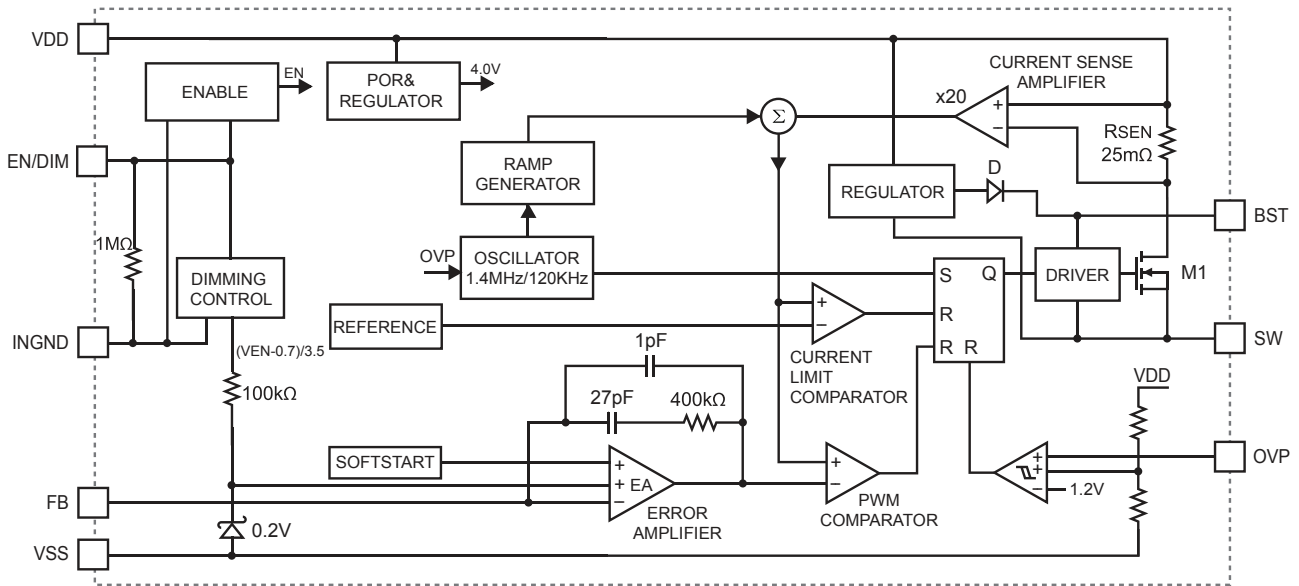 VDD
EN
ENABLE
POR&
REGULATOR
4.0V
CURRENT SENSE
AMPLIFIER
x20
+
−
Σ
RSEN
25mΩ
EN/DIM
RAMP
GENERATOR
REGULATOR
D
BST
1MΩ
OVP
OSCILLATOR
1.4MHz/120KHz
DIMMING
CONTROL
S
Q
DRIVER
M1
REFERENCE
+
−
R
INGND
SW
(VEN-0.7)/3.5
1pF
CURRENT
LIMIT
COMPARATOR
R R
VDD
100kΩ
27pF
400kΩ
SOFTSTART
+
+ EA
−
+
−
PWM
COMPARATOR
+
+
− 1.2V
OVP
FB
ERROR
AMPLIFIER
0.2V
VSS